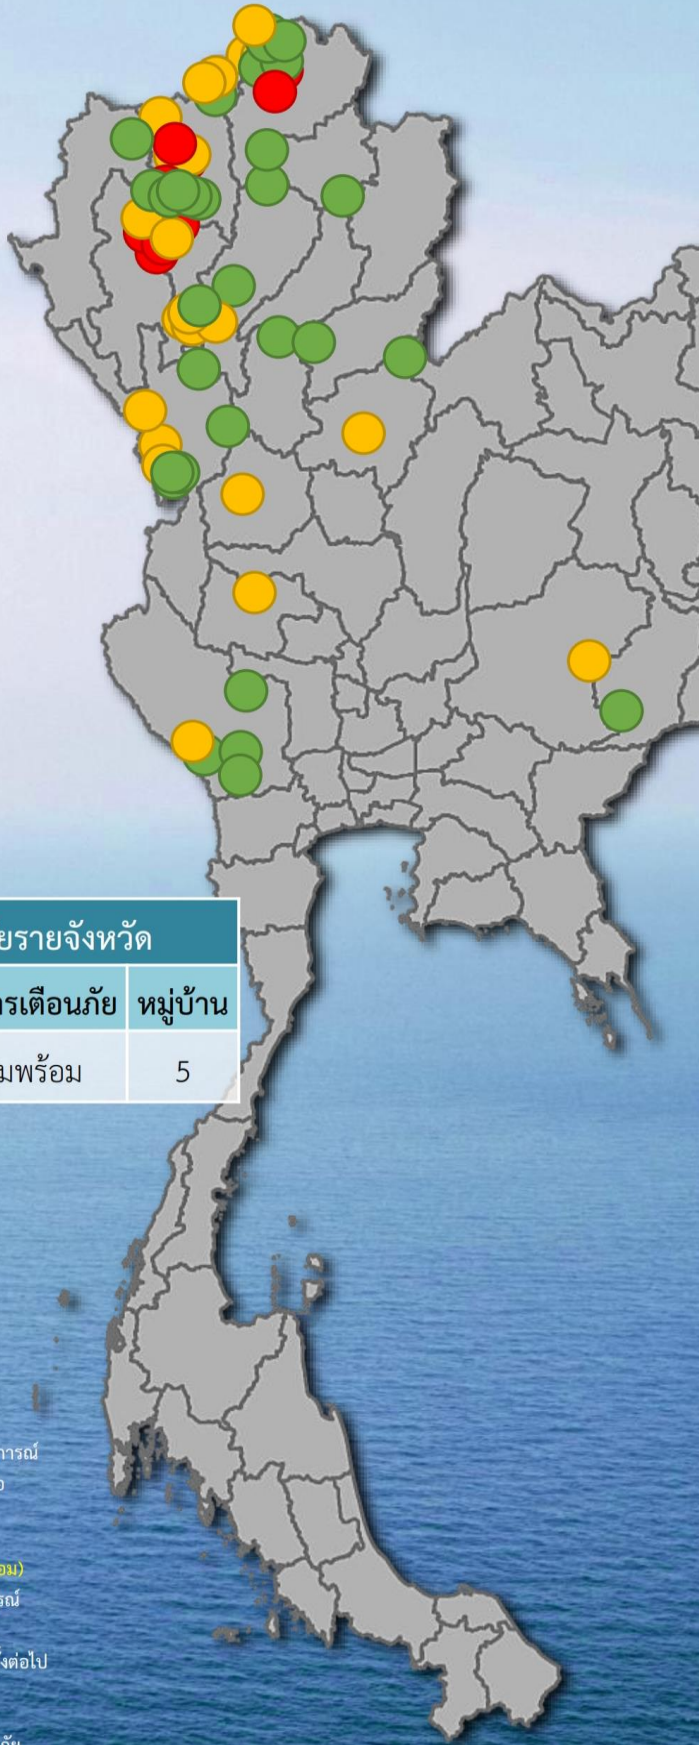 ยรายจังหวัด
ารเตือนภัย หมู่บ้าน
มพร้อม 5
การณ์
อม)
รณ์
้งต่อไป